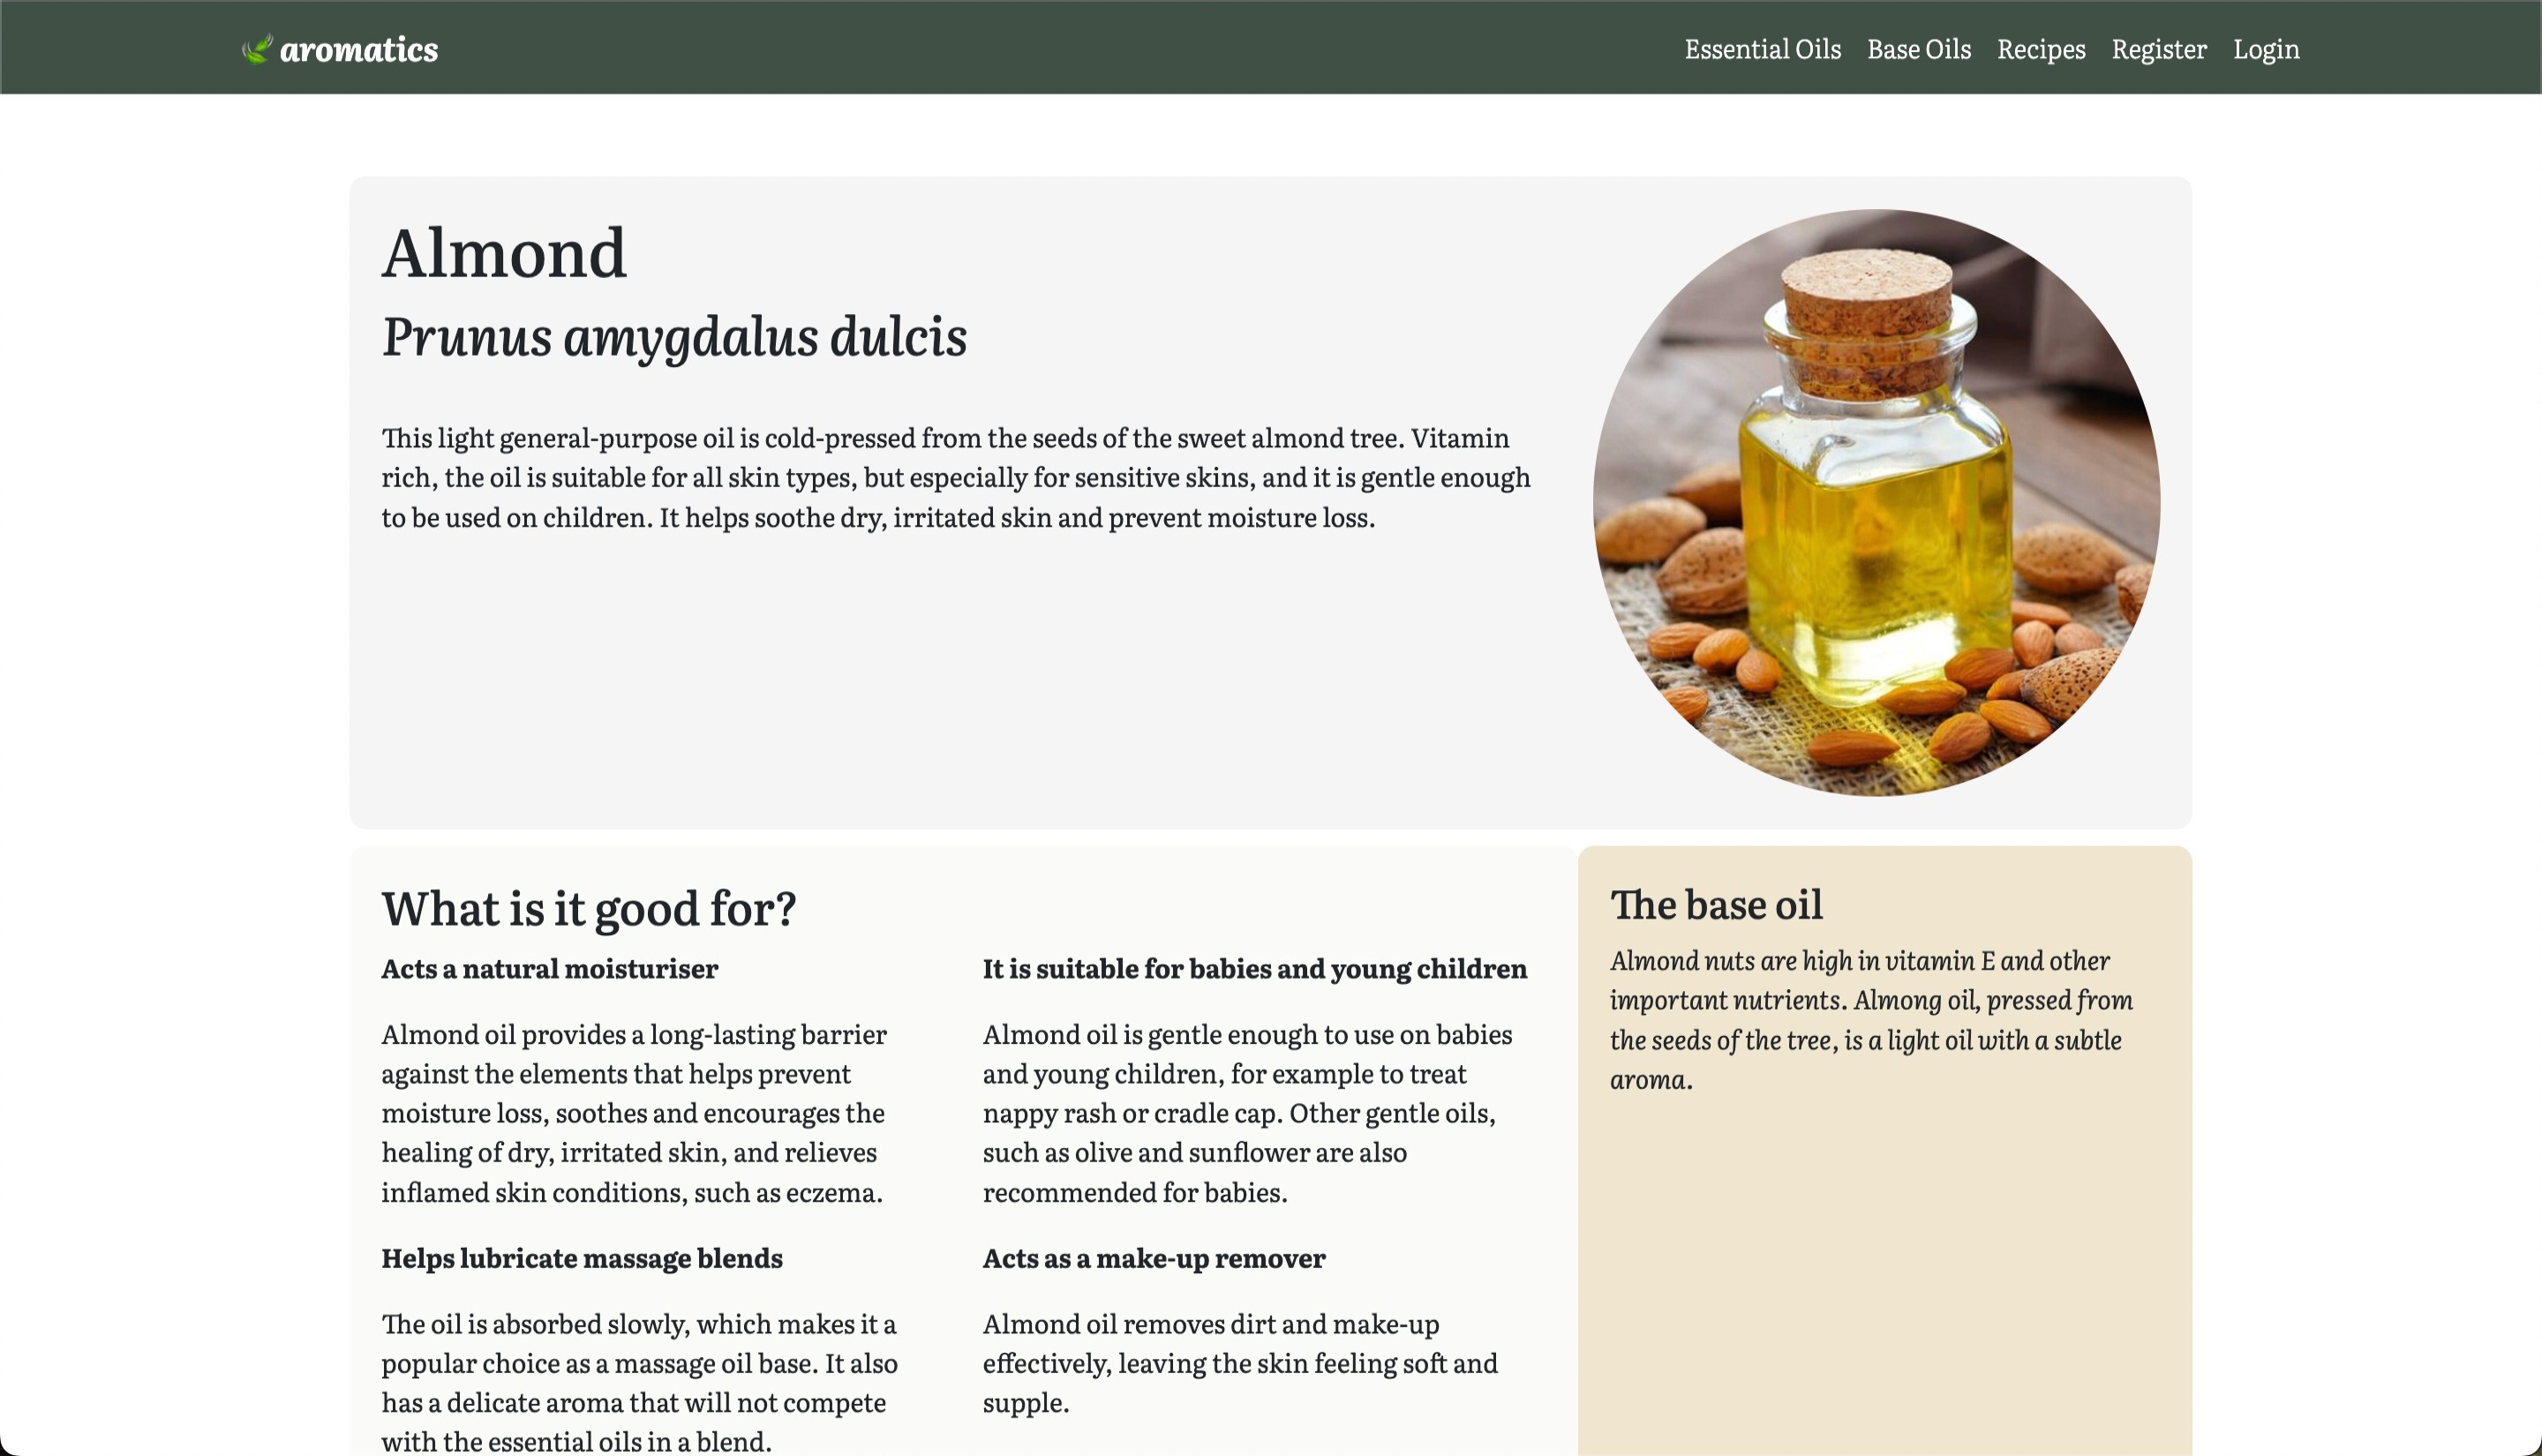 aromatics
Essential Oils
Base Oils
Recipes
Register
Login
Almond
Prunus amygdalus dulcis
This light general-purpose oil is cold-pressed from the seeds of the sweet almond tree. Vitamin
rich, the oil is suitable for all skin types, but especially for sensitive skins, and it is gentle enough
to be used on children. It helps soothe dry, irritated skin and prevent moisture loss.
What is it good for?
Acts a natural moisturiser
Almond oil provides a long-lasting barrier
against the elements that helps prevent
moisture loss, soothes and encourages the
healing of dry, irritated skin, and relieves
inflamed skin conditions, such as eczema.
Helps lubricate massage blends
The oil is absorbed slowly, which makes it a
popular choice as a massage oil base. It also
has a delicate aroma that will not compete
with the essential oils in a blend.
It is suitable for babies and young children
Almond oil is gentle enough to use on babies
and young children, for example to treat
nappy rash or cradle cap. Other gentle oils,
such as olive and sunflower are also
recommended for babies.
Acts as a make-up remover
Almond oil removes dirt and make-up
effectively, leaving the skin feeling soft and
supple.
The base oil
Almond nuts are high in vitamin E and other
important nutrients. Almong oil, pressed from
the seeds of the tree, is a light oil with a subtle
aroma.